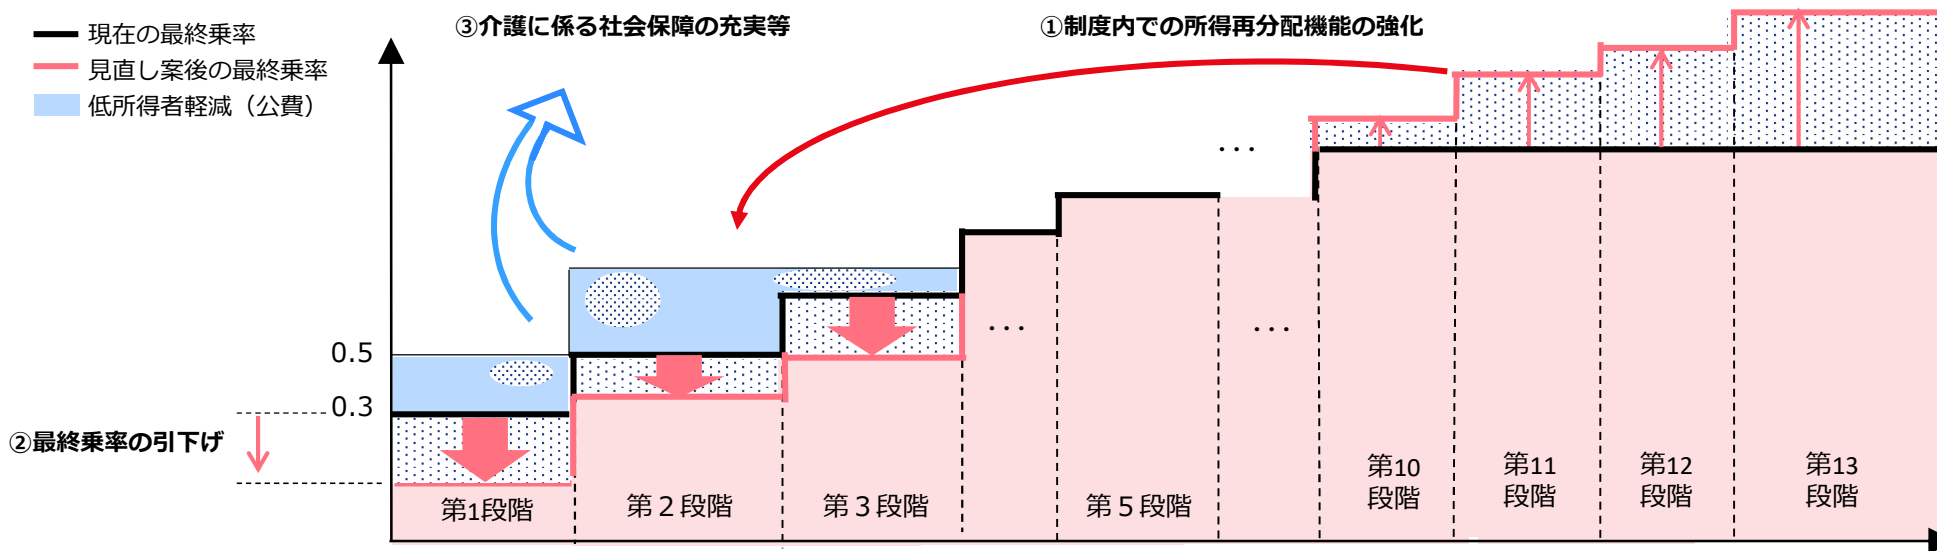 ③介護に係る社会保障の充実等
①制度内での所得再分配機能の強化
現在の最終乗率
見直し案後の最終乗率
低所得者軽減（公費）
…
…
…
0.5
0.3
②最終乗率の引下げ
第1段階
第２段階
第３段階
第５段階
第10
段階
第11
段階
第12
段階
第13
段階